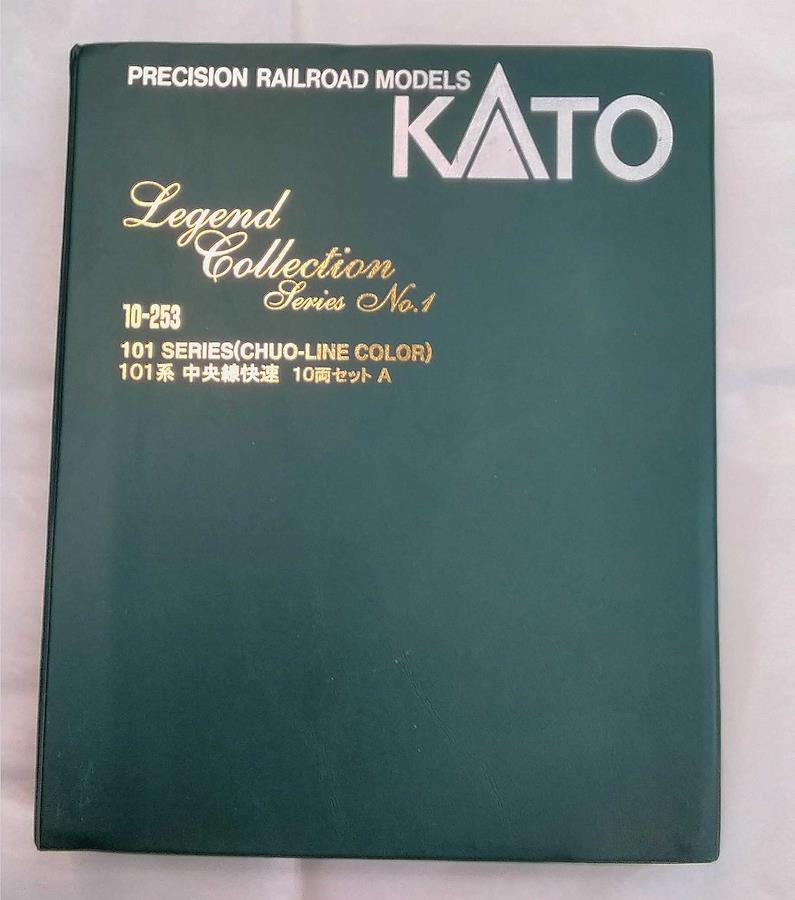 PRECISION RAILROAD MODELS
KATO
Legend
Collection
Series No.1
10-253
101 SERIES(CHUO-LINE COLOR)
101系 中央線快速 10両セット A